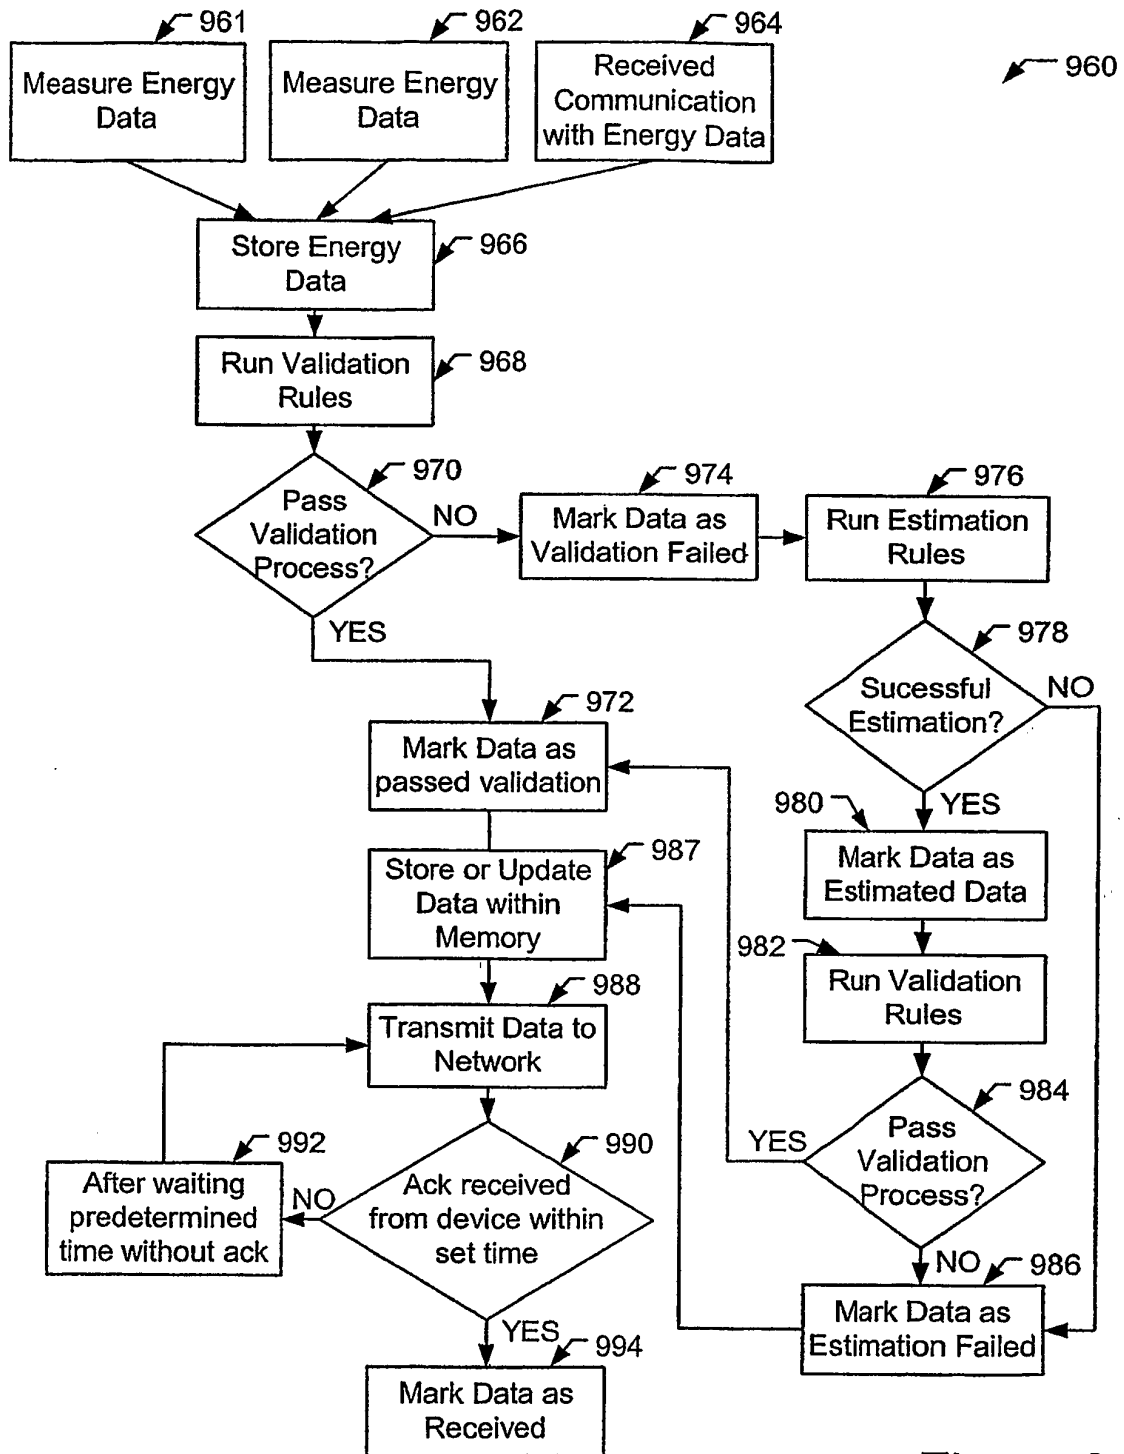 961
962
964
960
Measure Energy
Data
Measure Energy
Data
Received
Communication
with Energy Data
Store Energy
Data
966
Run Validation
Rules
968
Pass
Validation
Process?
970
NO
YES
974
Mark Data as
Validation Failed
976
Run Estimation
Rules
978
Sucessful
Estimation?
NO
YES
972
Mark Data as
passed validation
980
Mark Data as
Estimated Data
987
Store or Update
Data within
Memory
982
Run Validation
Rules
988
Transmit Data to
Network
984
Pass
Validation
Process?
YES
NO
992
After waiting
predetermined
time without ack
NO
990
Ack received
from device within
set time
YES
986
Mark Data as
Estimation Failed
994
Mark Data as
Received